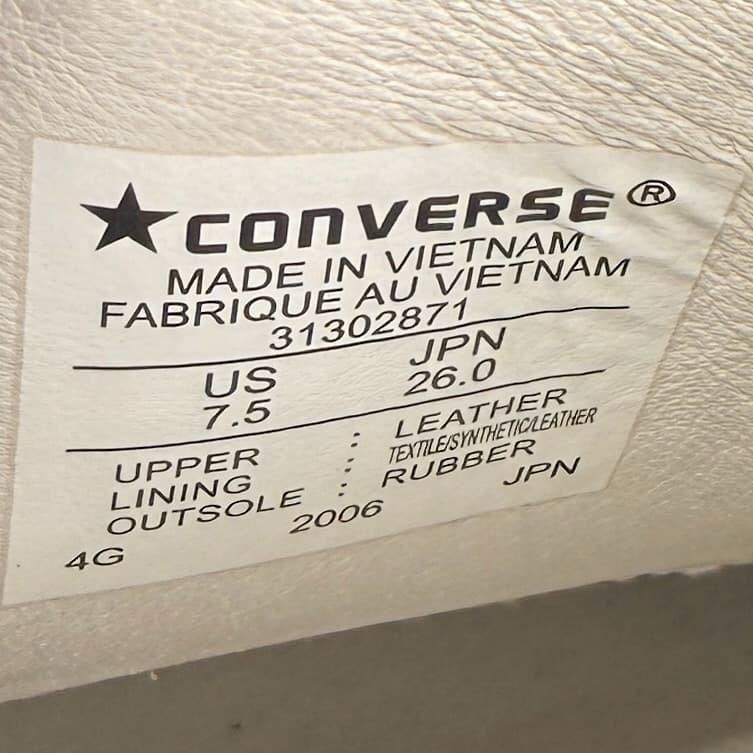 ★CONVERSE®
MADE IN VIETNAM
FABRIQUE AU VIETNAM
31302871
US JPN
7.5 26.0
UPPER : LEATHER
LINING : TEXTILE/SYNTHETIC/LEATHER
OUTSOLE : RUBBER
4G 2006 JPN